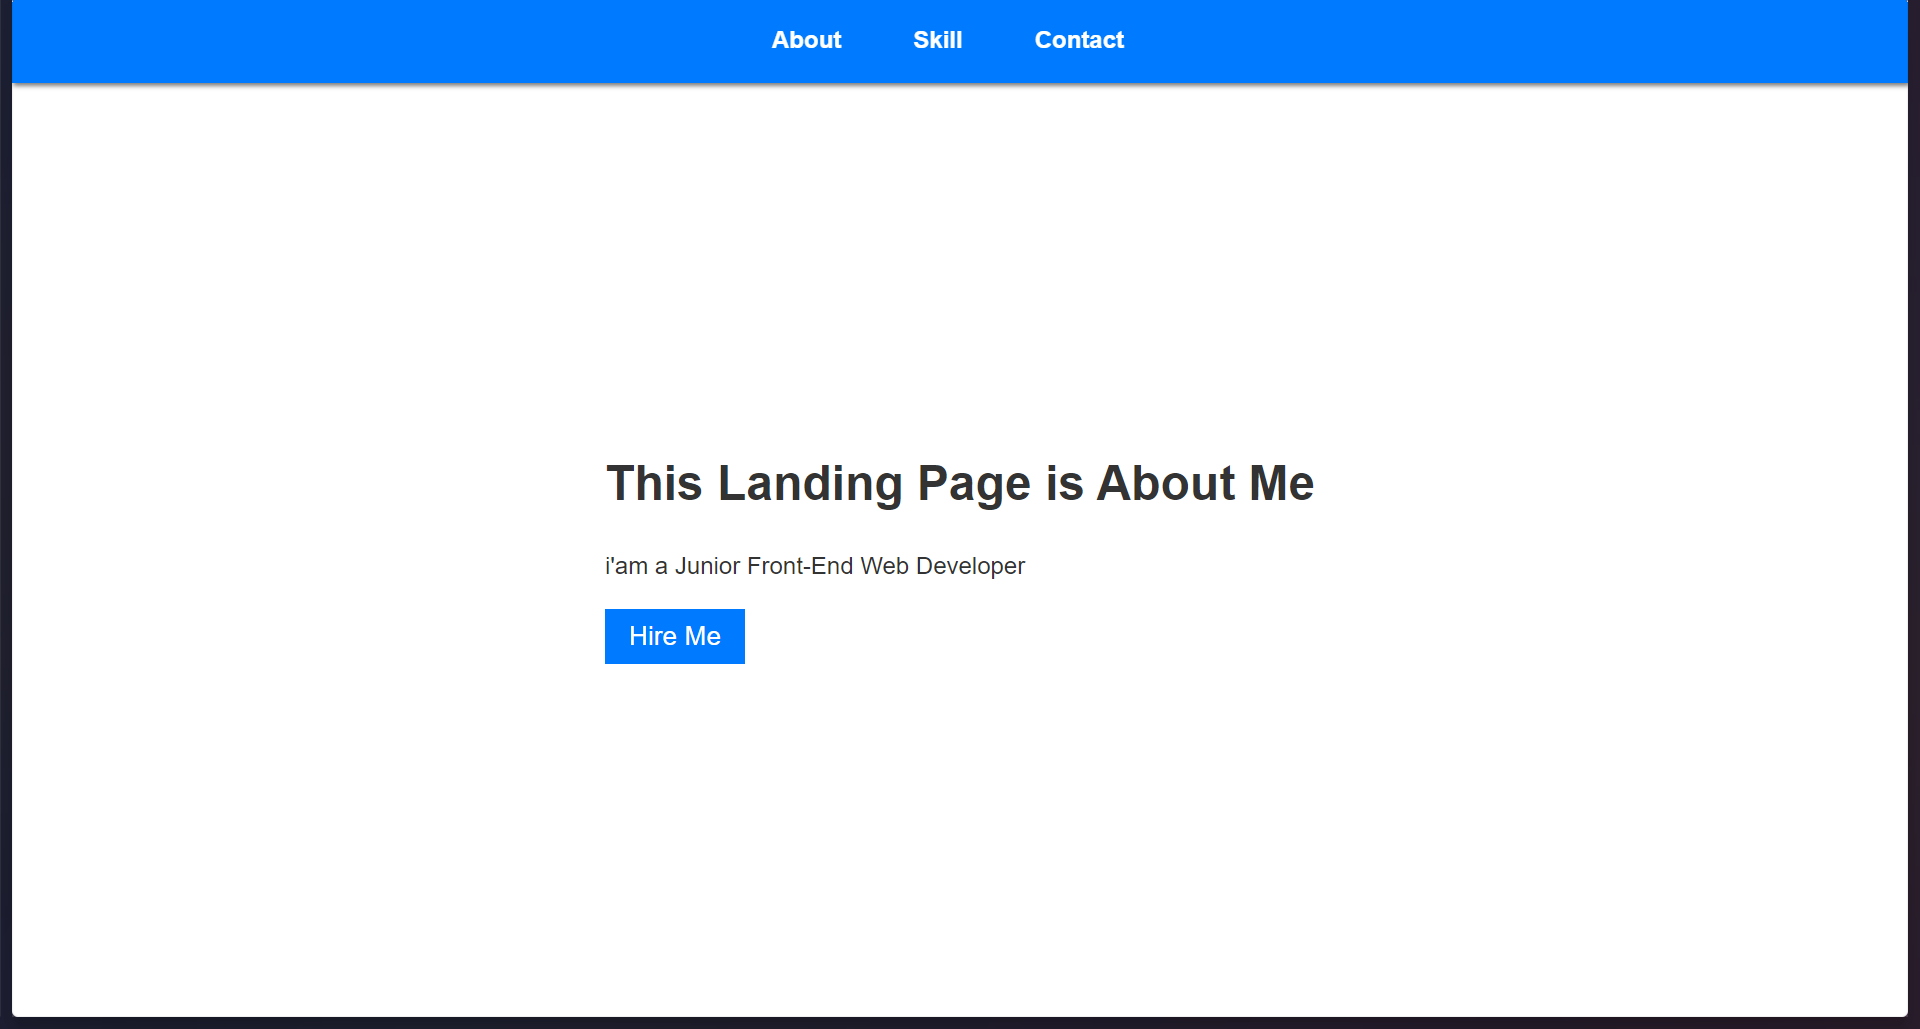 About Skill Contact
This Landing Page is About Me
i'am a Junior Front-End Web Developer
Hire Me